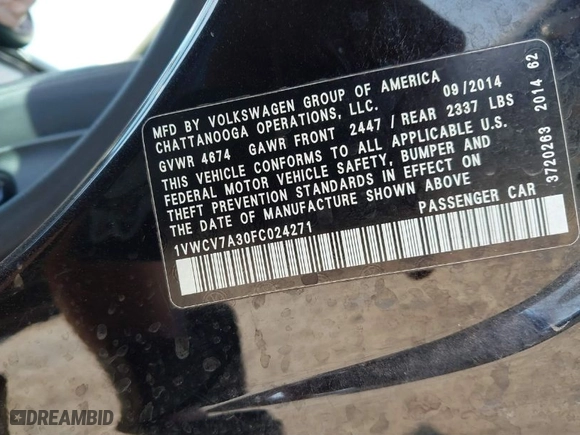 MFD BY VOLKSWAGEN GROUP OF AMERICA
CHATTANOOGA OPERATIONS, LLC. 09/2014
GVWR 4674 GAWR FRONT 2447 / REAR 2337 LBS
THIS VEHICLE CONFORMS TO ALL APPLICABLE U.S.
FEDERAL MOTOR VEHICLE SAFETY, BUMPER AND
THEFT PREVENTION STANDARDS IN EFFECT ON
THE DATE OF MANUFACTURE SHOWN ABOVE
1VWCV7A30FC024271 PASSENGER CAR
3720263 2014 62
DREAMBID